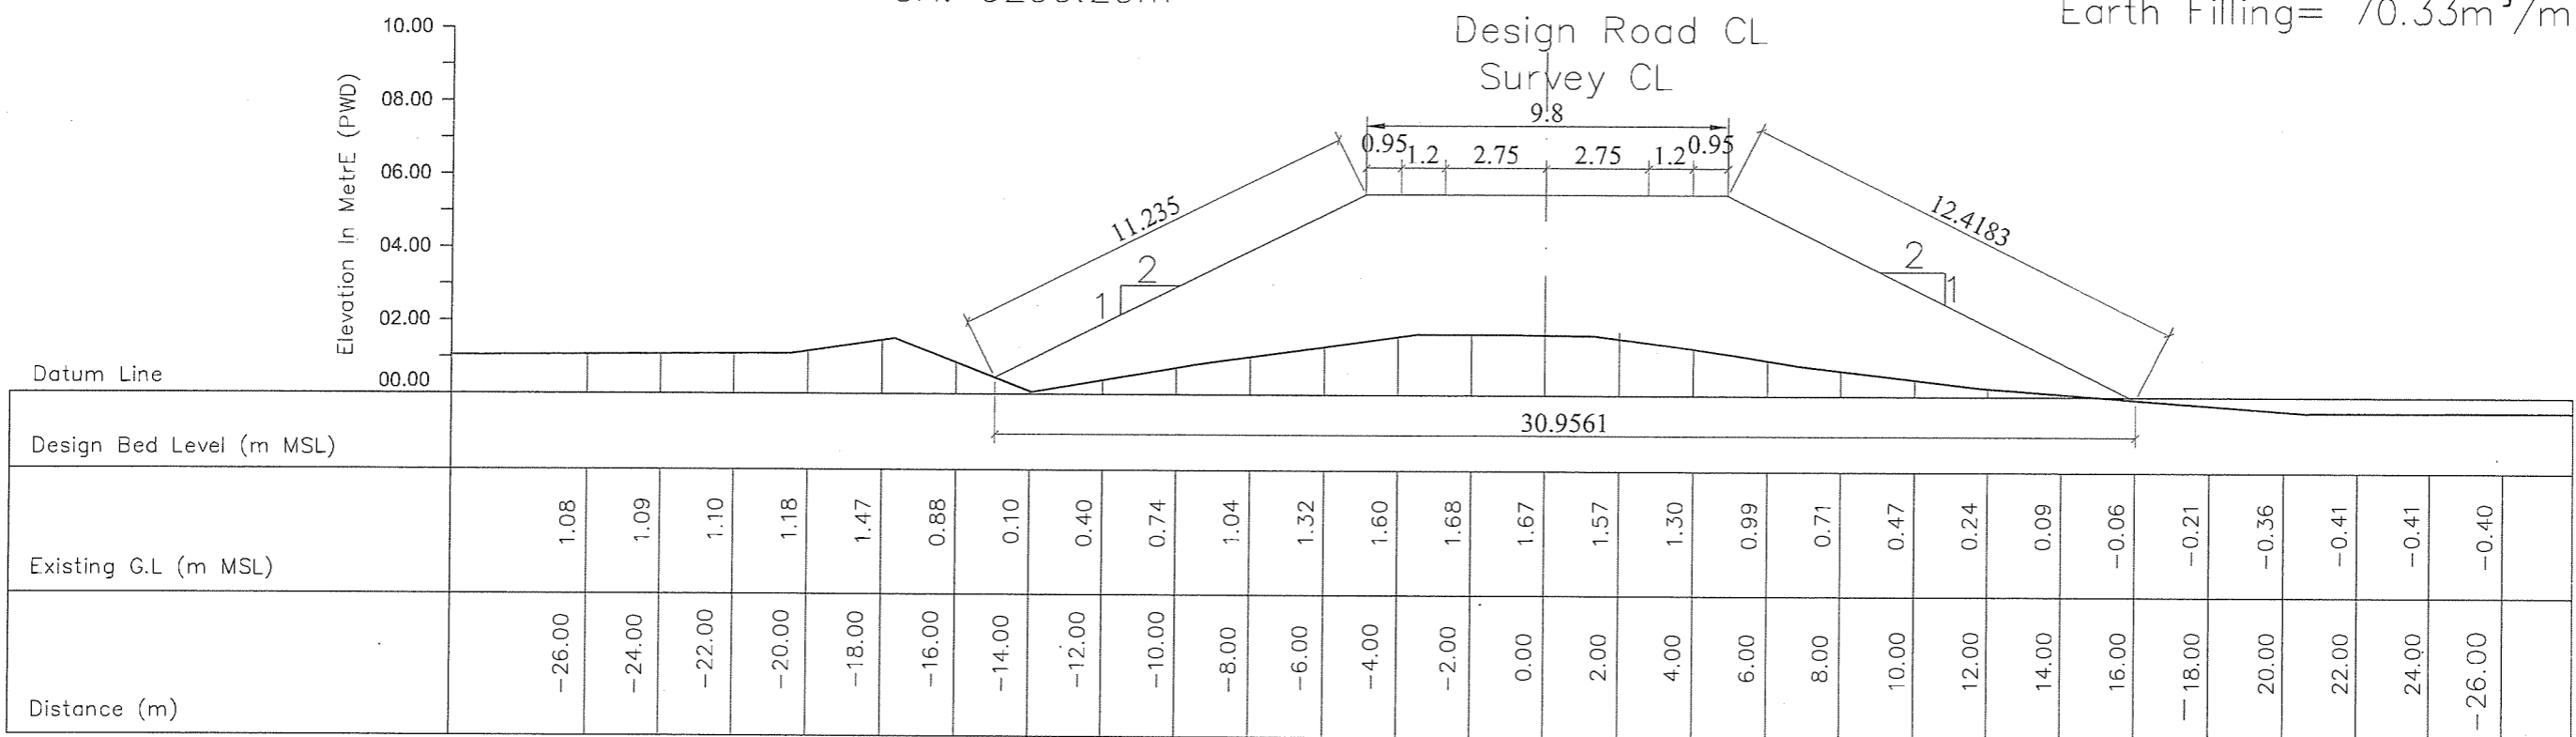 Earth Filling= 70.33m³/m
Design Road CL
Survey CL
Elevation In MetrE (PWD)
10.00
08.00
06.00
04.00
02.00
00.00
9.8
0.95 1.2 2.75 2.75 1.2 0.95
11.235
12.4183
2
1
2
1
30.9561
Datum Line
Design Bed Level (m MSL)
Existing G.L (m MSL) 1.08 1.09 1.10 1.18 1.47 0.88 0.10 0.40 0.74 1.04 1.32 1.60 1.68 1.67 1.57 1.30 0.99 0.71 0.47 0.24 0.09 -0.06 -0.21 -0.36 -0.41 -0.41 -0.40
Distance (m) -26.00 -24.00 -22.00 -20.00 -18.00 -16.00 -14.00 -12.00 -10.00 -8.00 -6.00 -4.00 -2.00 0.00 2.00 4.00 6.00 8.00 10.00 12.00 14.00 16.00 -18.00 20.00 22.00 24.00 -26.00